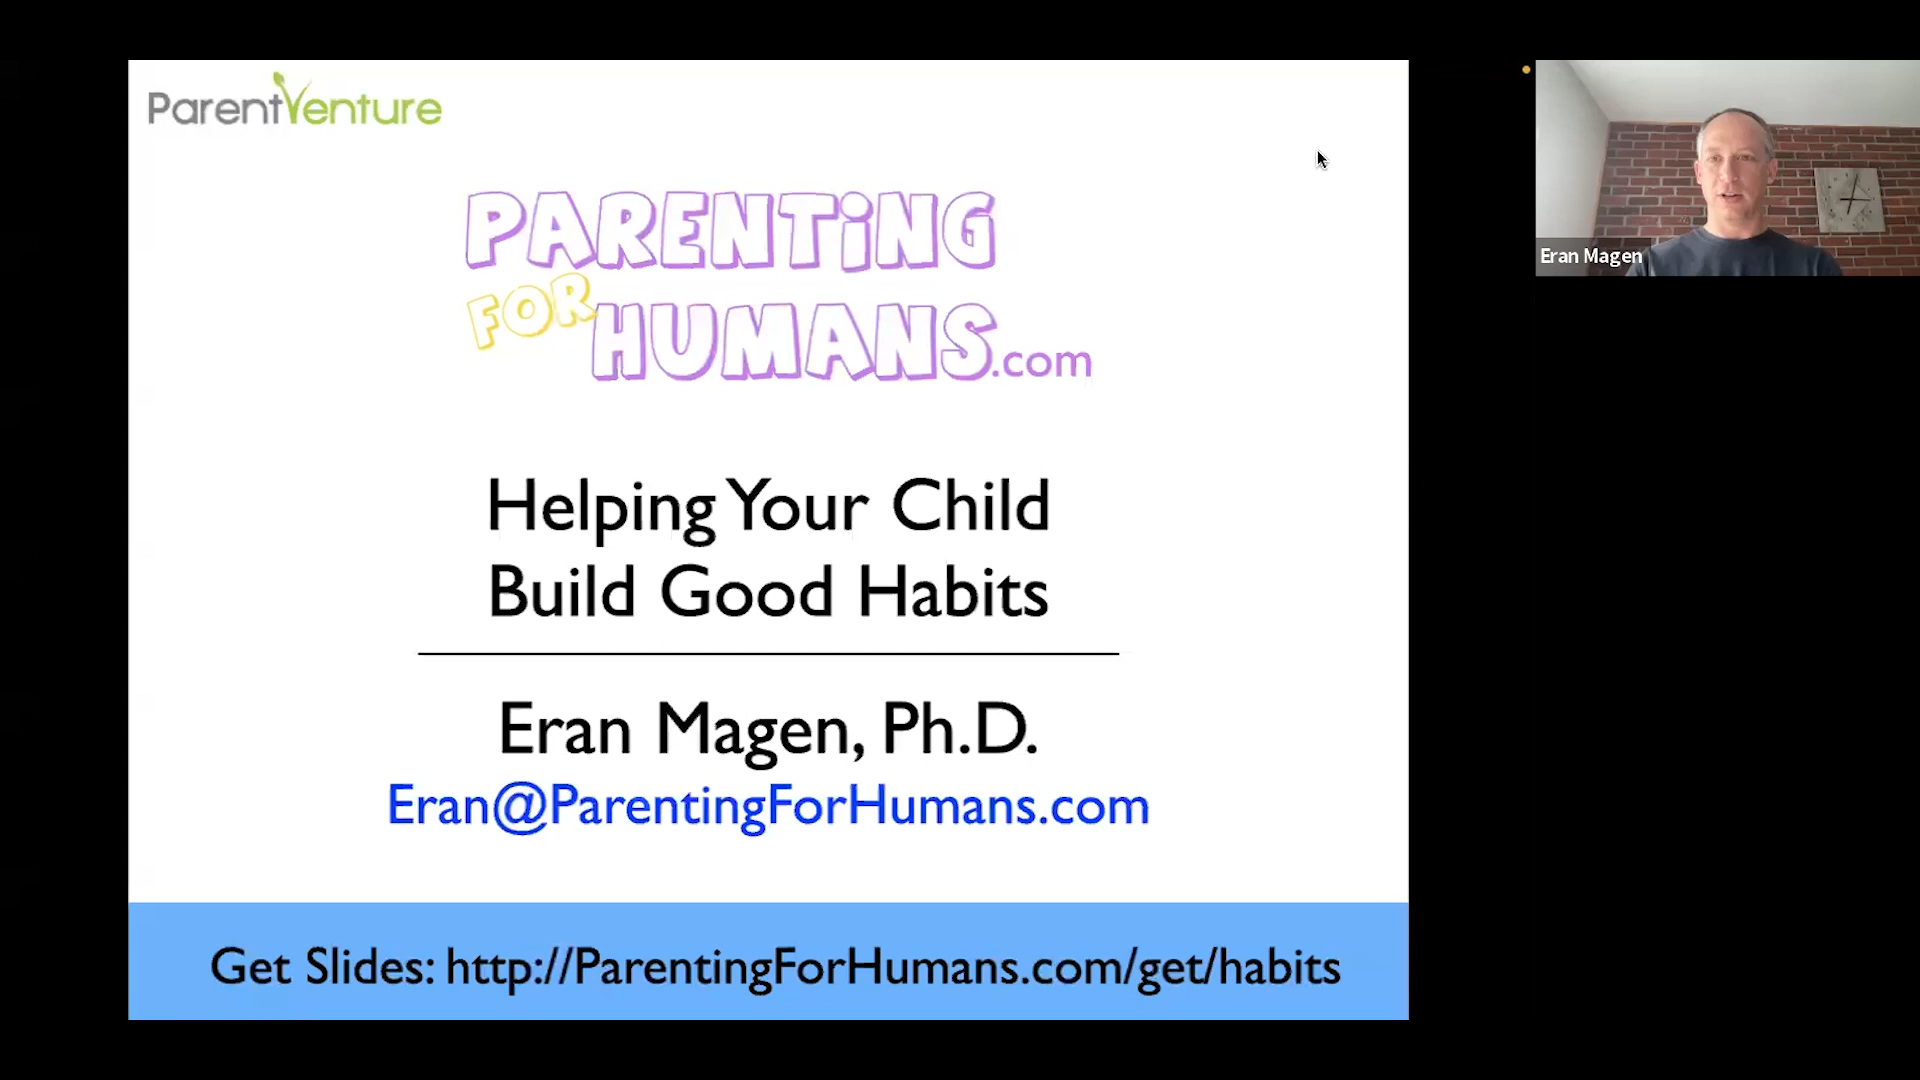 ParentVenture
PARENTiNG
FOR
HUMANS.com
Helping Your Child
Build Good Habits
Eran Magen, Ph.D.
Eran@ParentingForHumans.com
Get Slides: http://ParentingForHumans.com/get/habits
Eran Magen